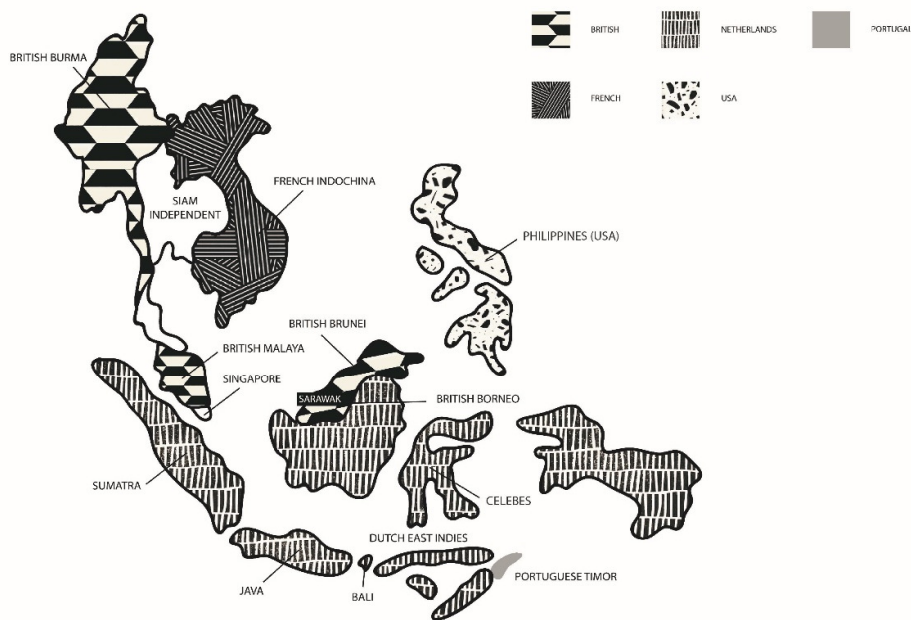 BRITISH
NETHERLANDS
PORTUGAL
FRENCH
USA
BRITISH BURMA
FRENCH INDOCHINA
SIAM
INDEPENDENT
PHILIPPINES (USA)
BRITISH BRUNEI
BRITISH MALAYA
SINGAPORE
SARAWAK
BRITISH BORNEO
SUMATRA
CELEBES
DUTCH EAST INDIES
PORTUGUESE TIMOR
JAVA
BALI